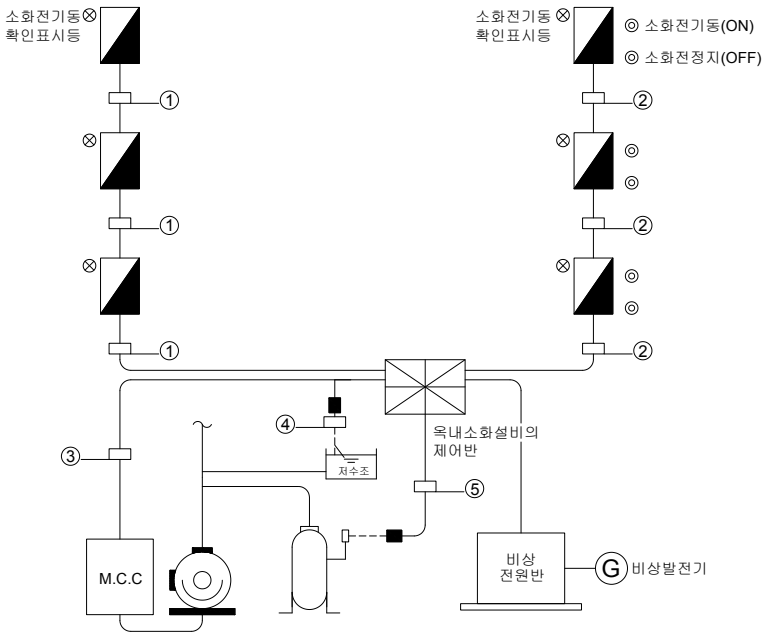 소화전기동
확인표시등
소화전기동
확인표시등
소화전기동(ON)
소화전정지(OFF)
①
②
①
②
①
②
④
옥내소화설비의
제어반
③
저수조
⑤
M.C.C
비상
전원반
G
비상발전기